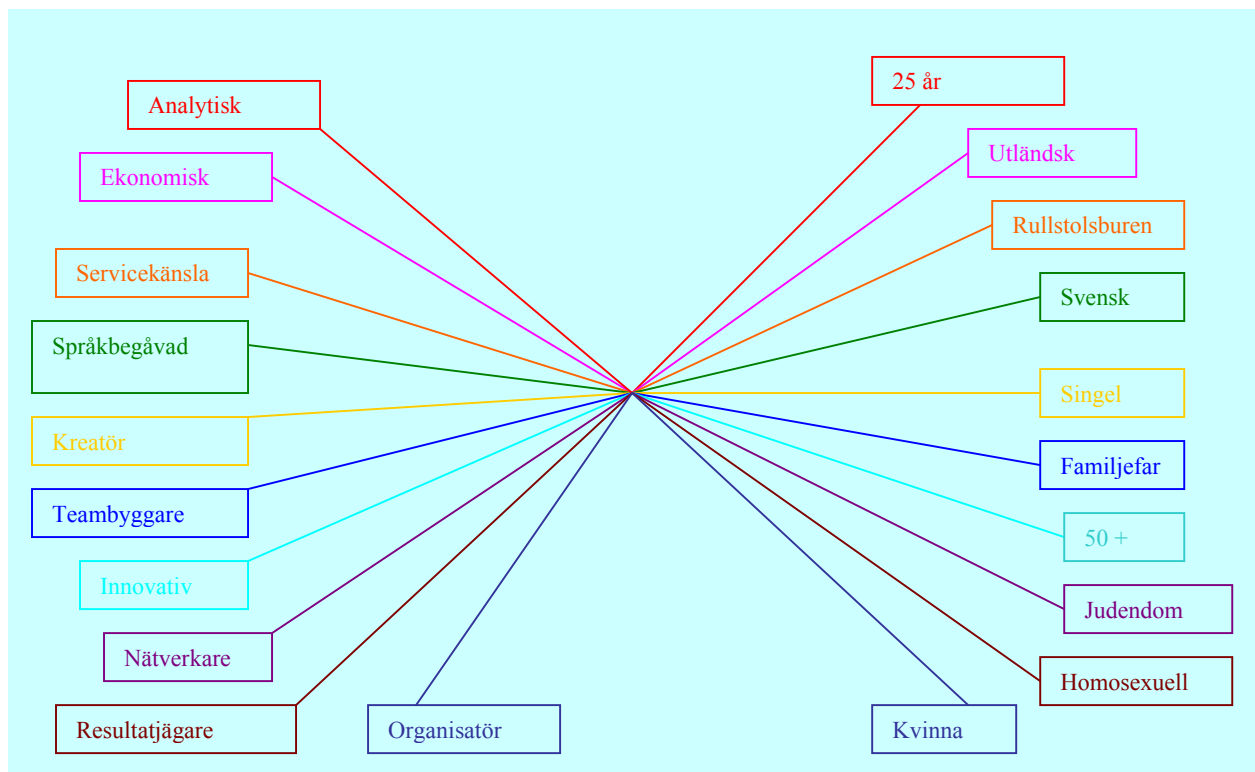 Analytisk
Ekonomisk
Servicekänsla
Språkbegåvad
Kreatör
Teambyggare
Innovativ
Nätverkare
Resultatjägare
Organisatör
25 år
Utländsk
Rullstolsburen
Svensk
Singel
Familjefar
50 +
Judendom
Homosexuell
Kvinna